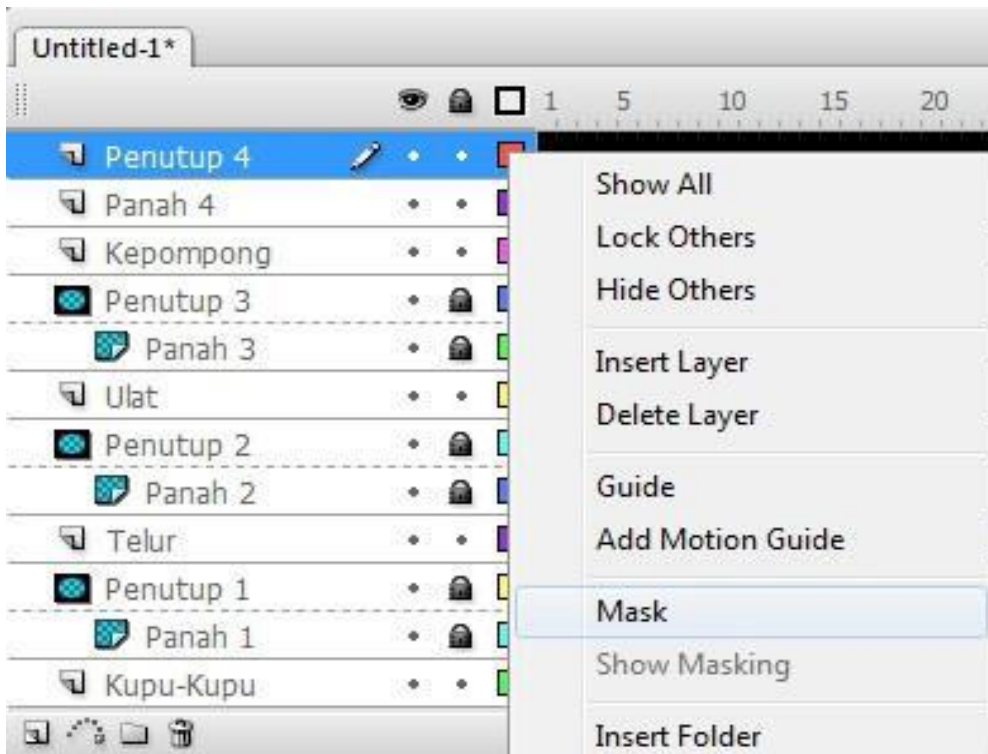 Untitled-1*
1 5 10 15 20
Penutup 4
Panah 4
Kepompong
Penutup 3
Panah 3
Ulat
Penutup 2
Panah 2
Telur
Penutup 1
Panah 1
Kupu-Kupu
Show All
Lock Others
Hide Others
Insert Layer
Delete Layer
Guide
Add Motion Guide
Mask
Show Masking
Insert Folder